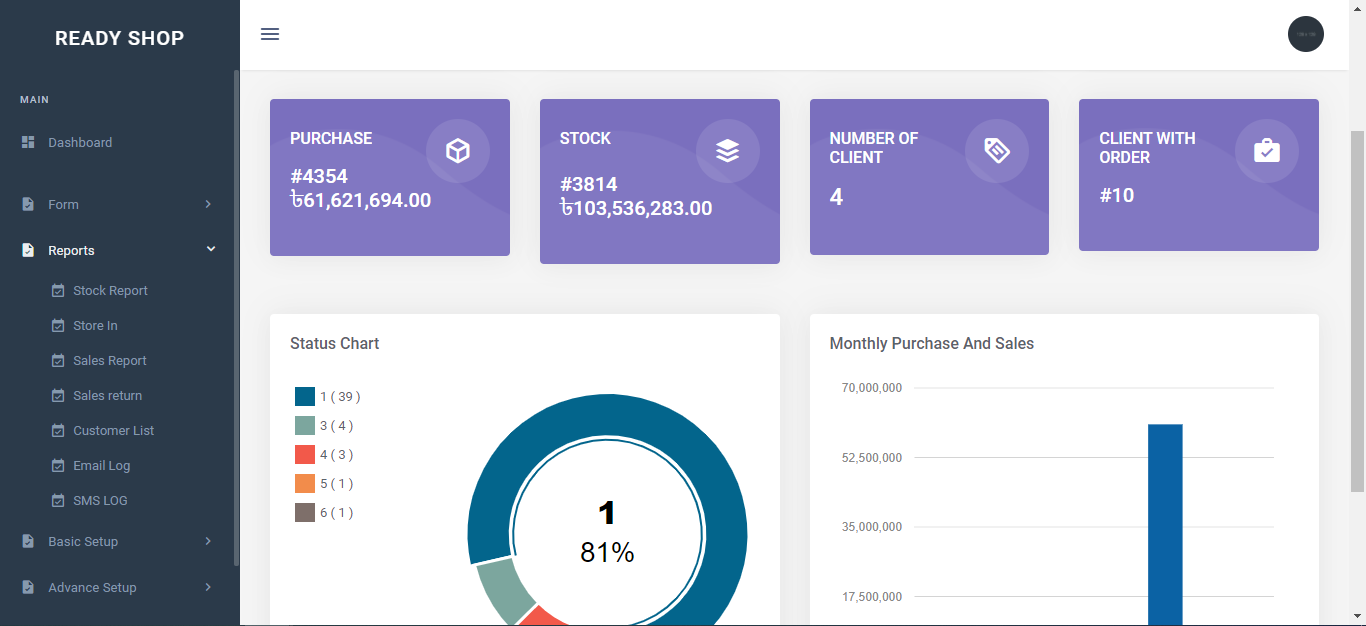 READY SHOP
MAIN
Dashboard
Form
Reports
Stock Report
Store In
Sales Report
Sales return
Customer List
Email Log
SMS LOG
Basic Setup
Advance Setup
PURCHASE
#4354
৳61,621,694.00
STOCK
#3814
৳103,536,283.00
NUMBER OF
CLIENT
4
CLIENT WITH
ORDER
#10
Status Chart
1 ( 39 )
3 ( 4 )
4 ( 3 )
5 ( 1 )
6 ( 1 )
1
81%
Monthly Purchase And Sales
70,000,000
52,500,000
35,000,000
17,500,000